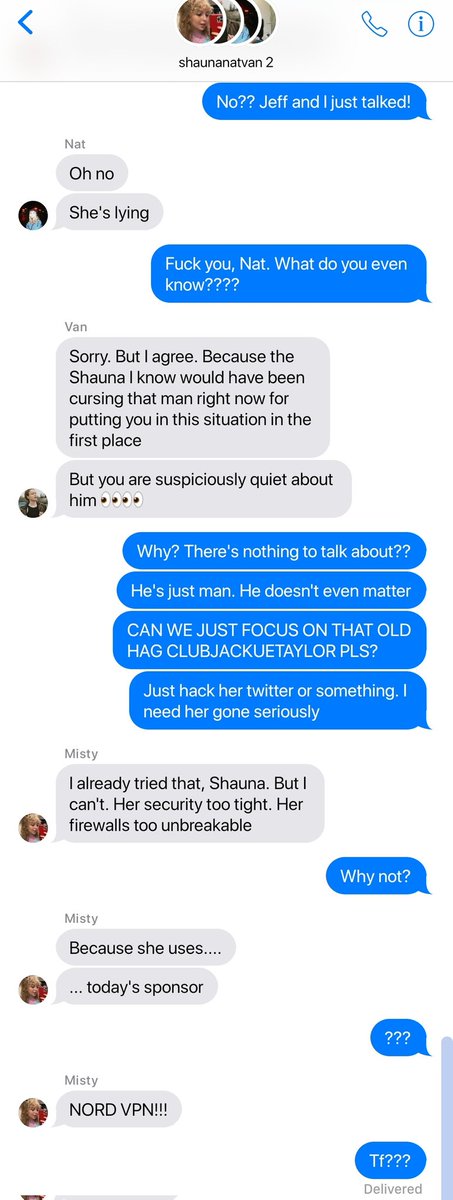 shaunanatvan 2
No?? Jeff and I just talked!
Nat
Oh no
She's lying
Fuck you, Nat. What do you even
know????
Van
Sorry. But I agree. Because the
Shauna I know would have been
cursing that man right now for
putting you in this situation in the
first place
But you are suspiciously quiet about
him 👀👀
Why? There's nothing to talk about??
He's just man. He doesn't even matter
CAN WE JUST FOCUS ON THAT OLD
HAG CLUBJACKUETAYLOR PLS?
Just hack her twitter or something. I
need her gone seriously
Misty
I already tried that, Shauna. But I
can't. Her security too tight. Her
firewalls too unbreakable
Why not?
Misty
Because she uses....
... today's sponsor
???
Misty
NORD VPN!!!
Tf???
Delivered